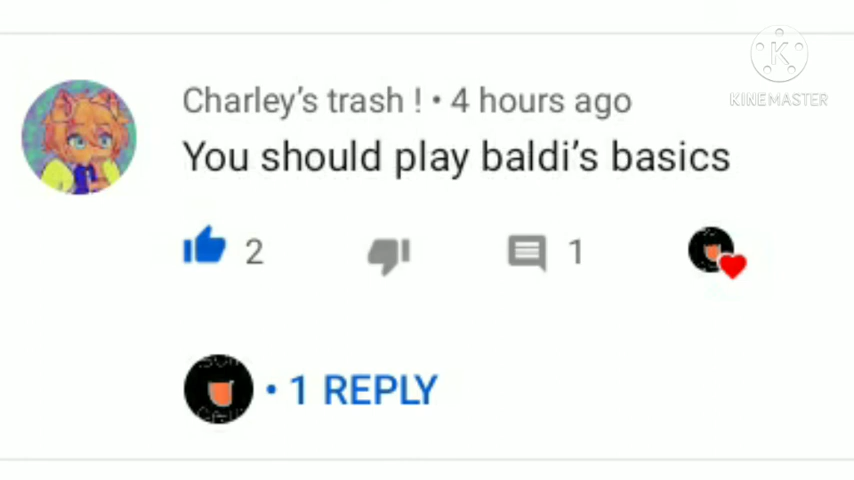 Charley's trash ! • 4 hours ago
KINEMASTER
You should play baldi's basics
2
1
• 1 REPLY